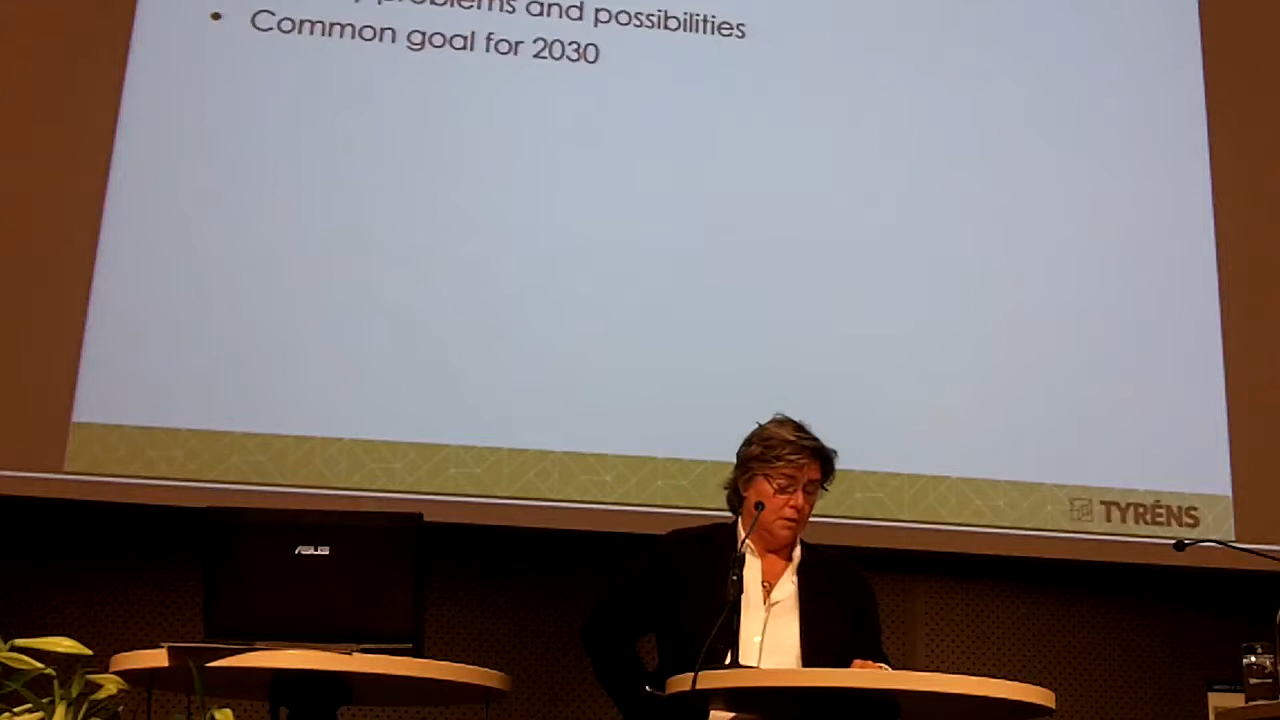 problems and possibilities
• Common goal for 2030
TYRÉNS
ASUS